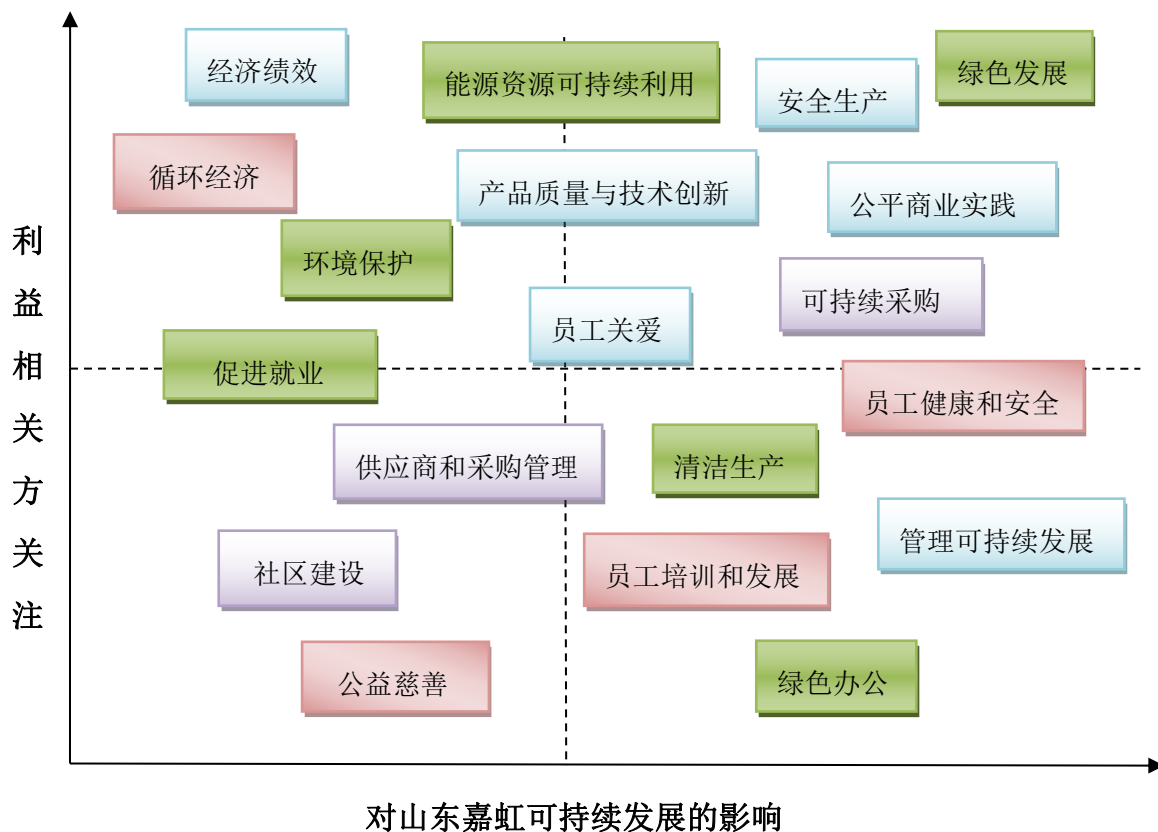 经济绩效
能源资源可持续利用
安全生产
绿色发展
循环经济
产品质量与技术创新
公平商业实践
环境保护
可持续采购
员工关爱
促进就业
员工健康和安全
供应商和采购管理
清洁生产
管理可持续发展
社区建设
员工培训和发展
公益慈善
绿色办公
利益相关方关注
对山东嘉虹可持续发展的影响